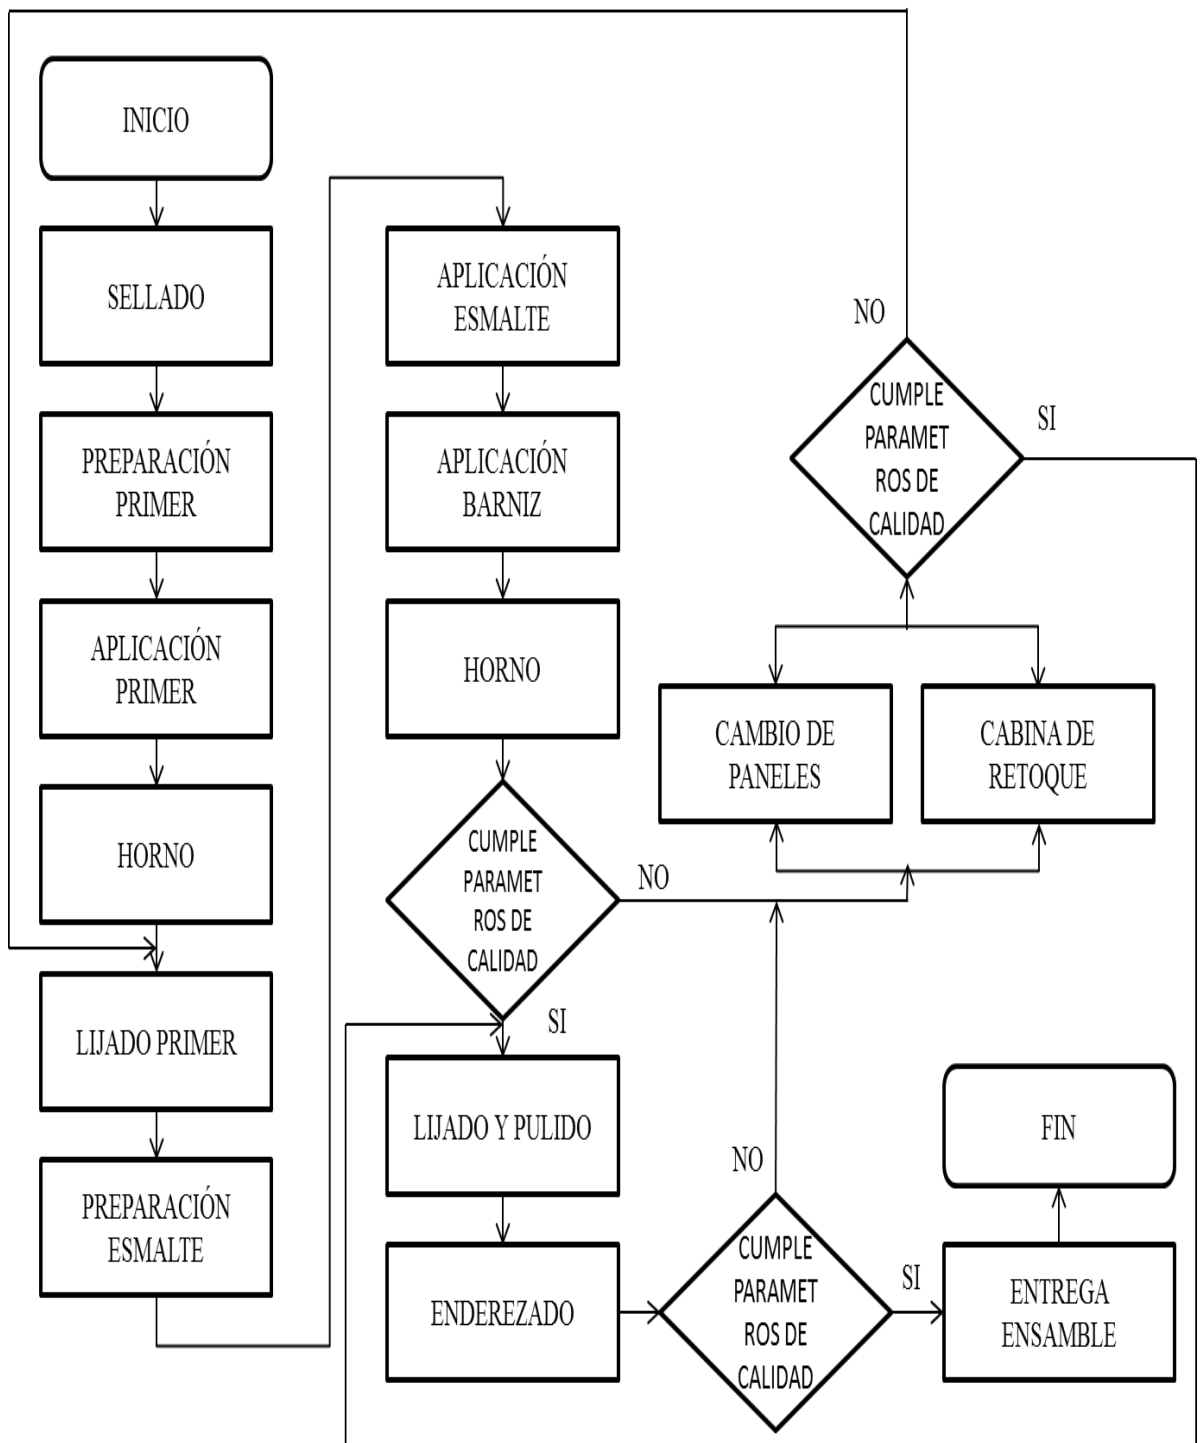 INICIO
SELLADO
PREPARACIÓN
PRIMER
APLICACIÓN
PRIMER
HORNO
LIJADO PRIMER
PREPARACIÓN
ESMALTE
APLICACIÓN
ESMALTE
APLICACIÓN
BARNIZ
HORNO
CUMPLE
PARAMET
ROS DE
CALIDAD
NO
SI
LIJADO Y PULIDO
ENDEREZADO
CUMPLE
PARAMET
ROS DE
CALIDAD
NO
SI
CAMBIO DE
PANELES
CABINA DE
RETOQUE
CUMPLE
PARAMET
ROS DE
CALIDAD
NO
SI
ENTREGA
ENSAMBLE
FIN